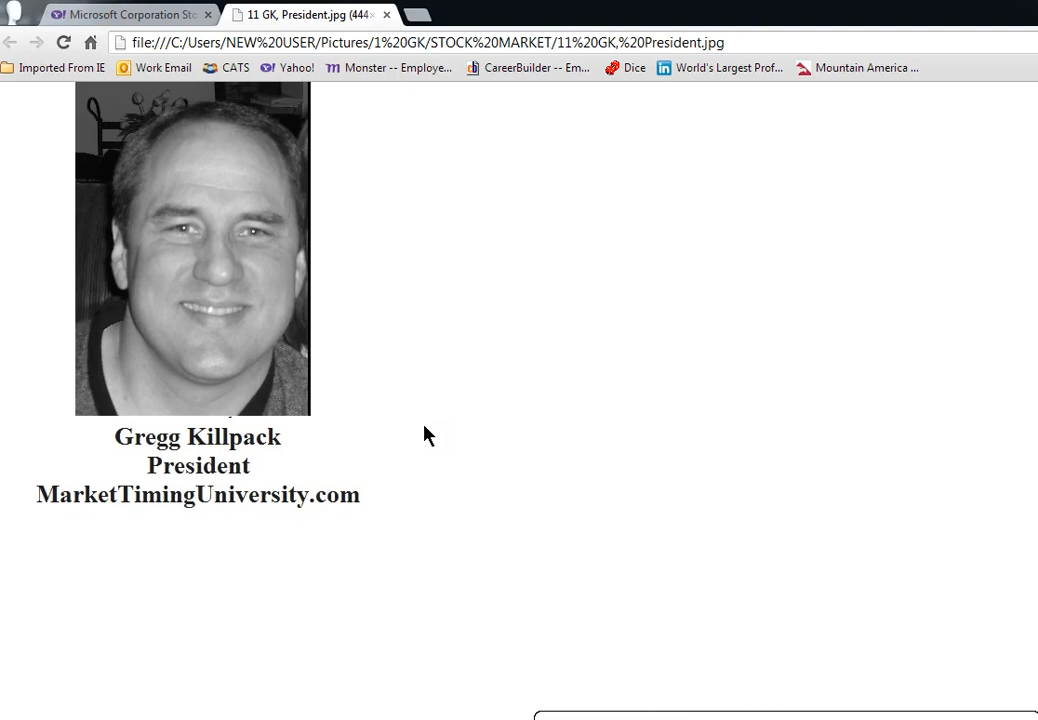 Microsoft Corporation Sto
11 GK, President.jpg (444×
file:///C:/Users/NEW%20USER/Pictures/1%20GK/STOCK%20MARKET/11%20GK,%20President.jpg
Imported From IE Work Email CATS Yahoo! Monster -- Employe... CareerBuilder -- Em... Dice World's Largest Prof... Mountain America ...
Gregg Killpack
President
MarketTimingUniversity.com